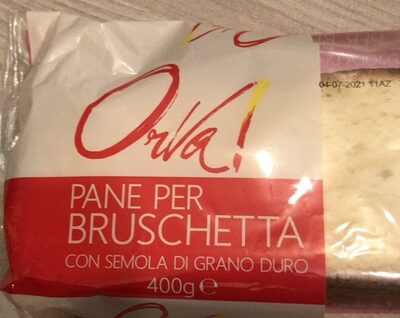 04-07-2021 11AZ
Orva!
PANE PER
BRUSCHETTA
CON SEMOLA DI GRANO DURO
400g e